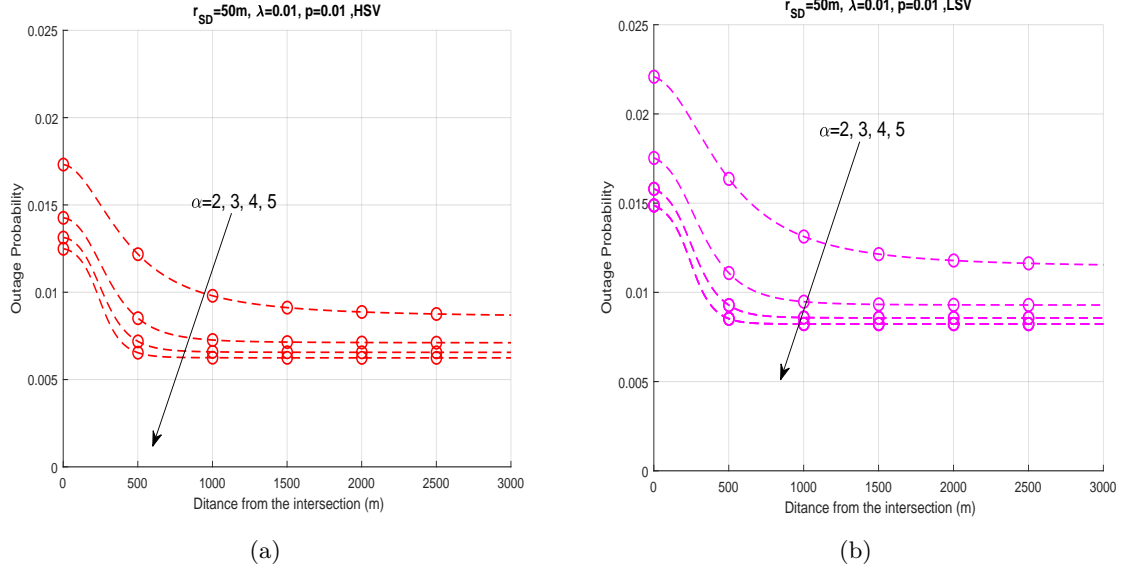 r_SD=50m, λ=0.01, p=0.01 ,HSV
0.025
0.02
0.015
0.01
0.005
0
Outage Probability
α=2, 3, 4, 5
0 500 1000 1500 2000 2500 3000
Ditance from the intersection (m)
(a)
r_SD=50m, λ=0.01, p=0.01 ,LSV
0.025
0.02
0.015
0.01
0.005
0
Outage Probability
α=2, 3, 4, 5
0 500 1000 1500 2000 2500 3000
Ditance from the intersection (m)
(b)